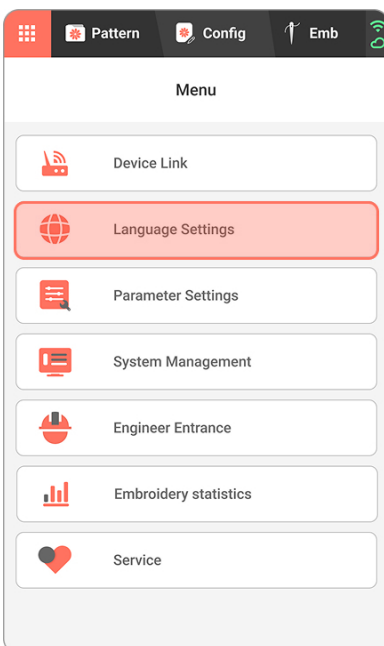 Pattern Config Emb
Menu
Device Link
Language Settings
Parameter Settings
System Management
Engineer Entrance
Embroidery statistics
Service